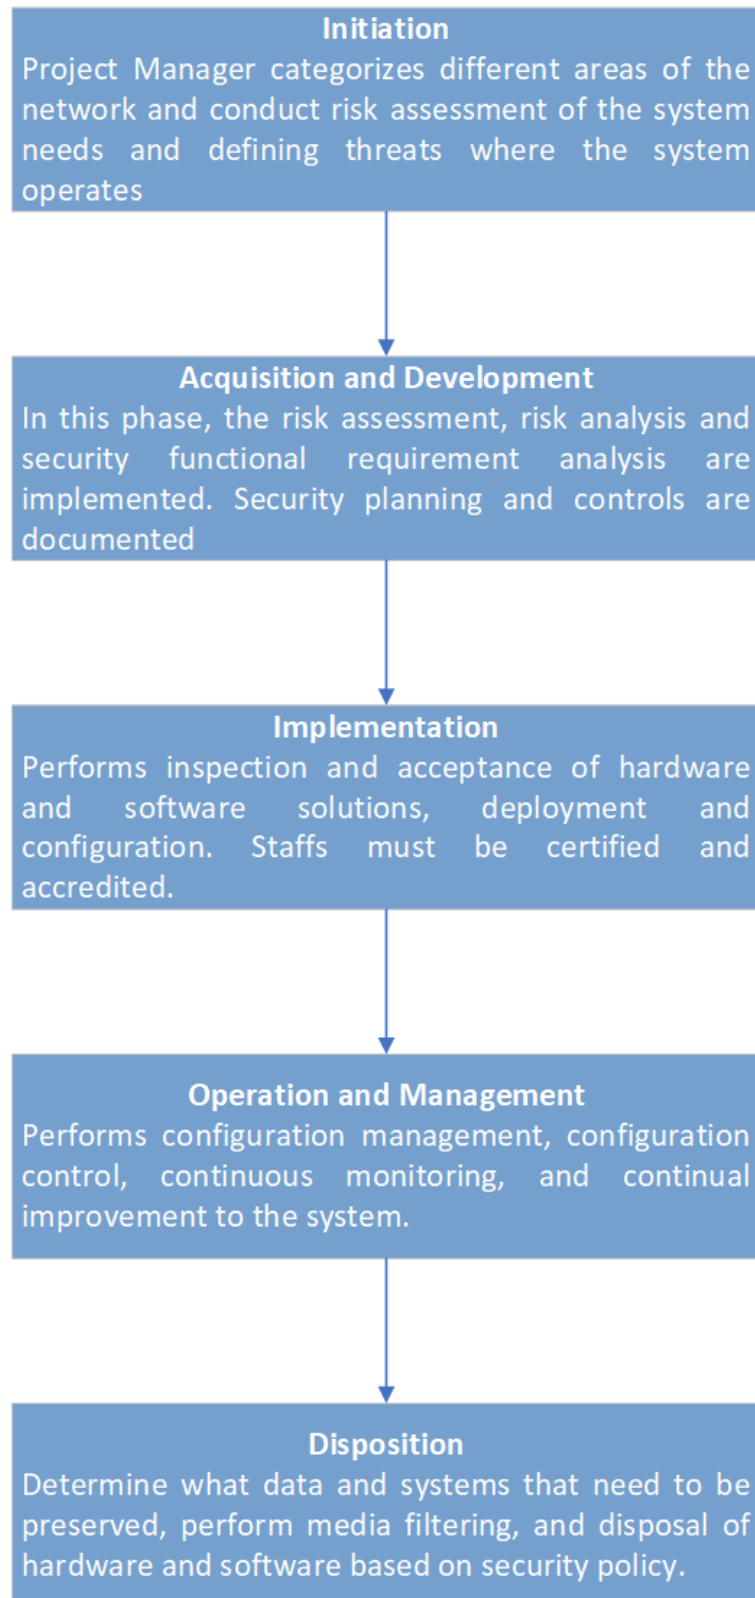 Initiation
Project Manager categorizes different areas of the
network and conduct risk assessment of the system
needs and defining threats where the system
operates
Acquisition and Development
In this phase, the risk assessment, risk analysis and
security functional requirement analysis are
implemented. Security planning and controls are
documented
Implementation
Performs inspection and acceptance of hardware
and software solutions, deployment and
configuration. Staffs must be certified and
accredited.
Operation and Management
Performs configuration management, configuration
control, continuous monitoring, and continual
improvement to the system.
Disposition
Determine what data and systems that need to be
preserved, perform media filtering, and disposal of
hardware and software based on security policy.